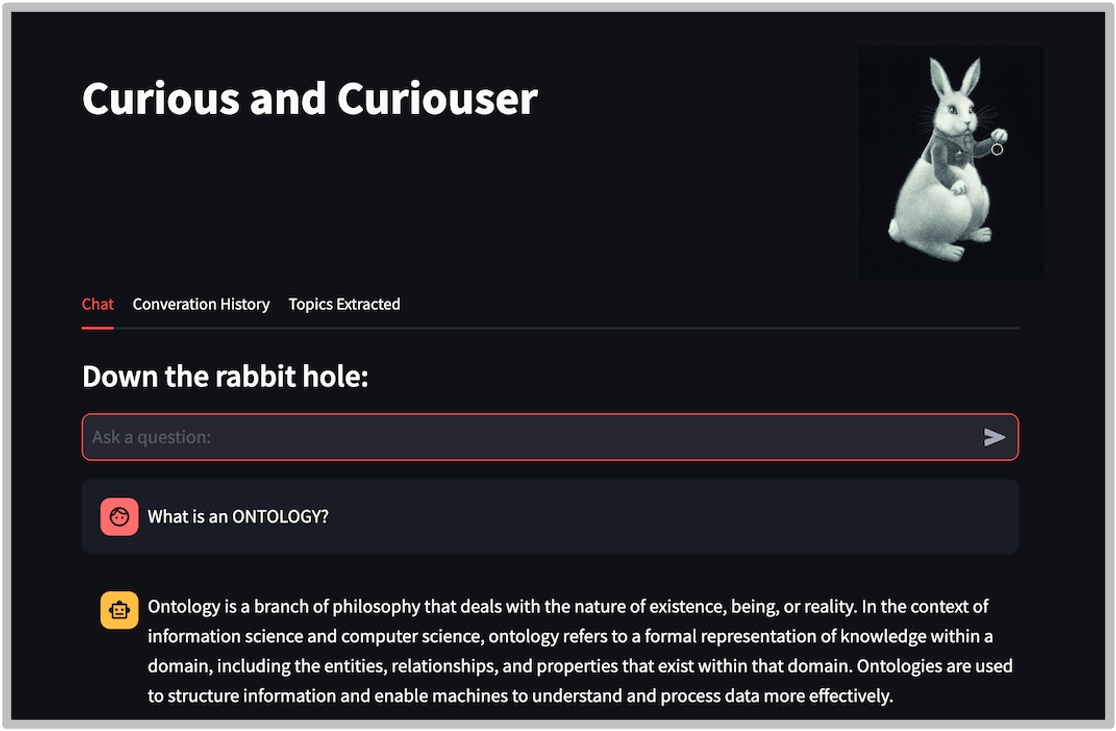 Curious and Curiouser
Chat Converation History Topics Extracted
Down the rabbit hole:
Ask a question:
What is an ONTOLOGY?
Ontology is a branch of philosophy that deals with the nature of existence, being, or reality. In the context of
information science and computer science, ontology refers to a formal representation of knowledge within a
domain, including the entities, relationships, and properties that exist within that domain. Ontologies are used
to structure information and enable machines to understand and process data more effectively.